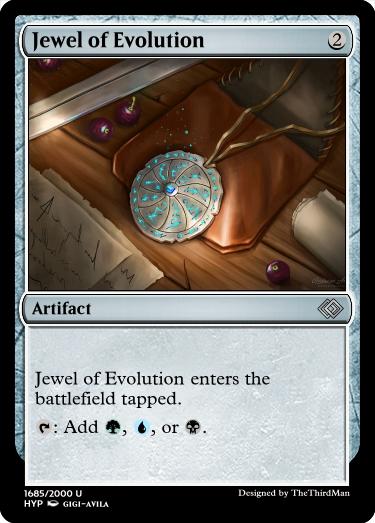 Jewel of Evolution 2
Artifact
Jewel of Evolution enters the
battlefield tapped.
: Add , , or .
1685/2000 U
HYP GIGI-AVILA
Designed by TheThirdMan